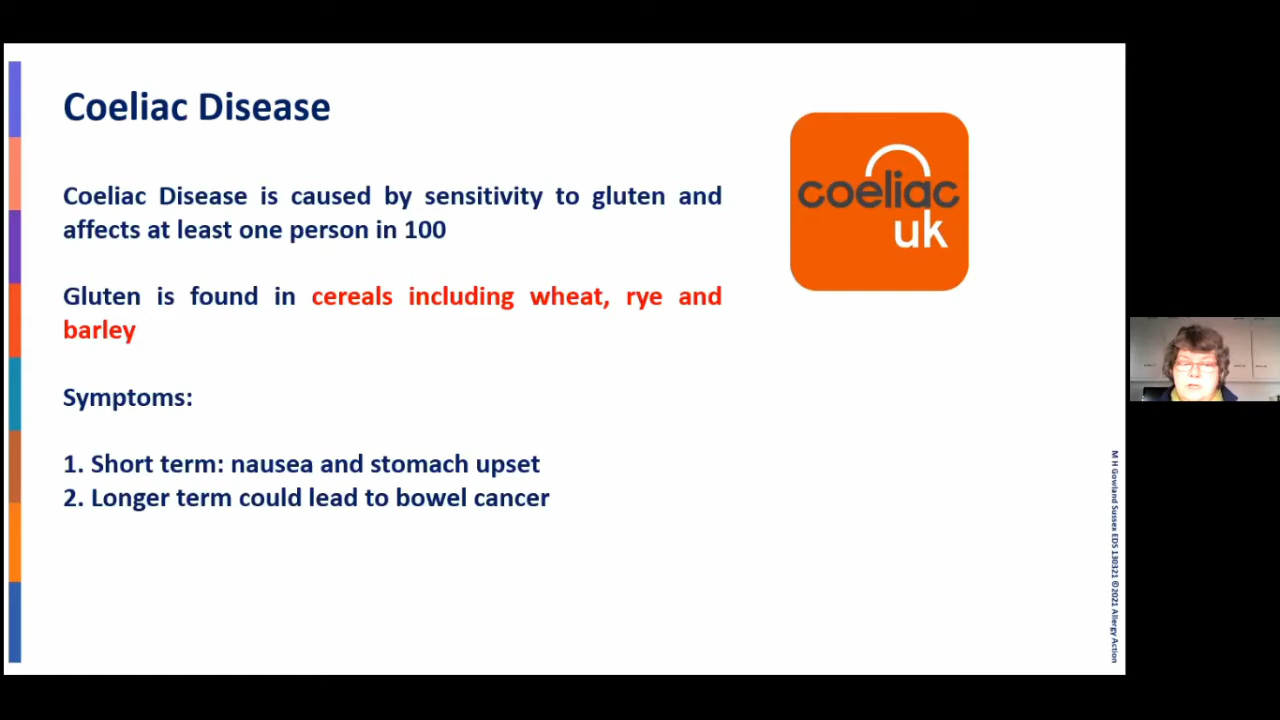 Coeliac Disease
Coeliac Disease is caused by sensitivity to gluten and
affects at least one person in 100
Gluten is found in cereals including wheat, rye and
barley
Symptoms:
1. Short term: nausea and stomach upset
2. Longer term could lead to bowel cancer
coeliac
uk
M H Gowland Sussex EDS 130321 ©2021 Allergy Action